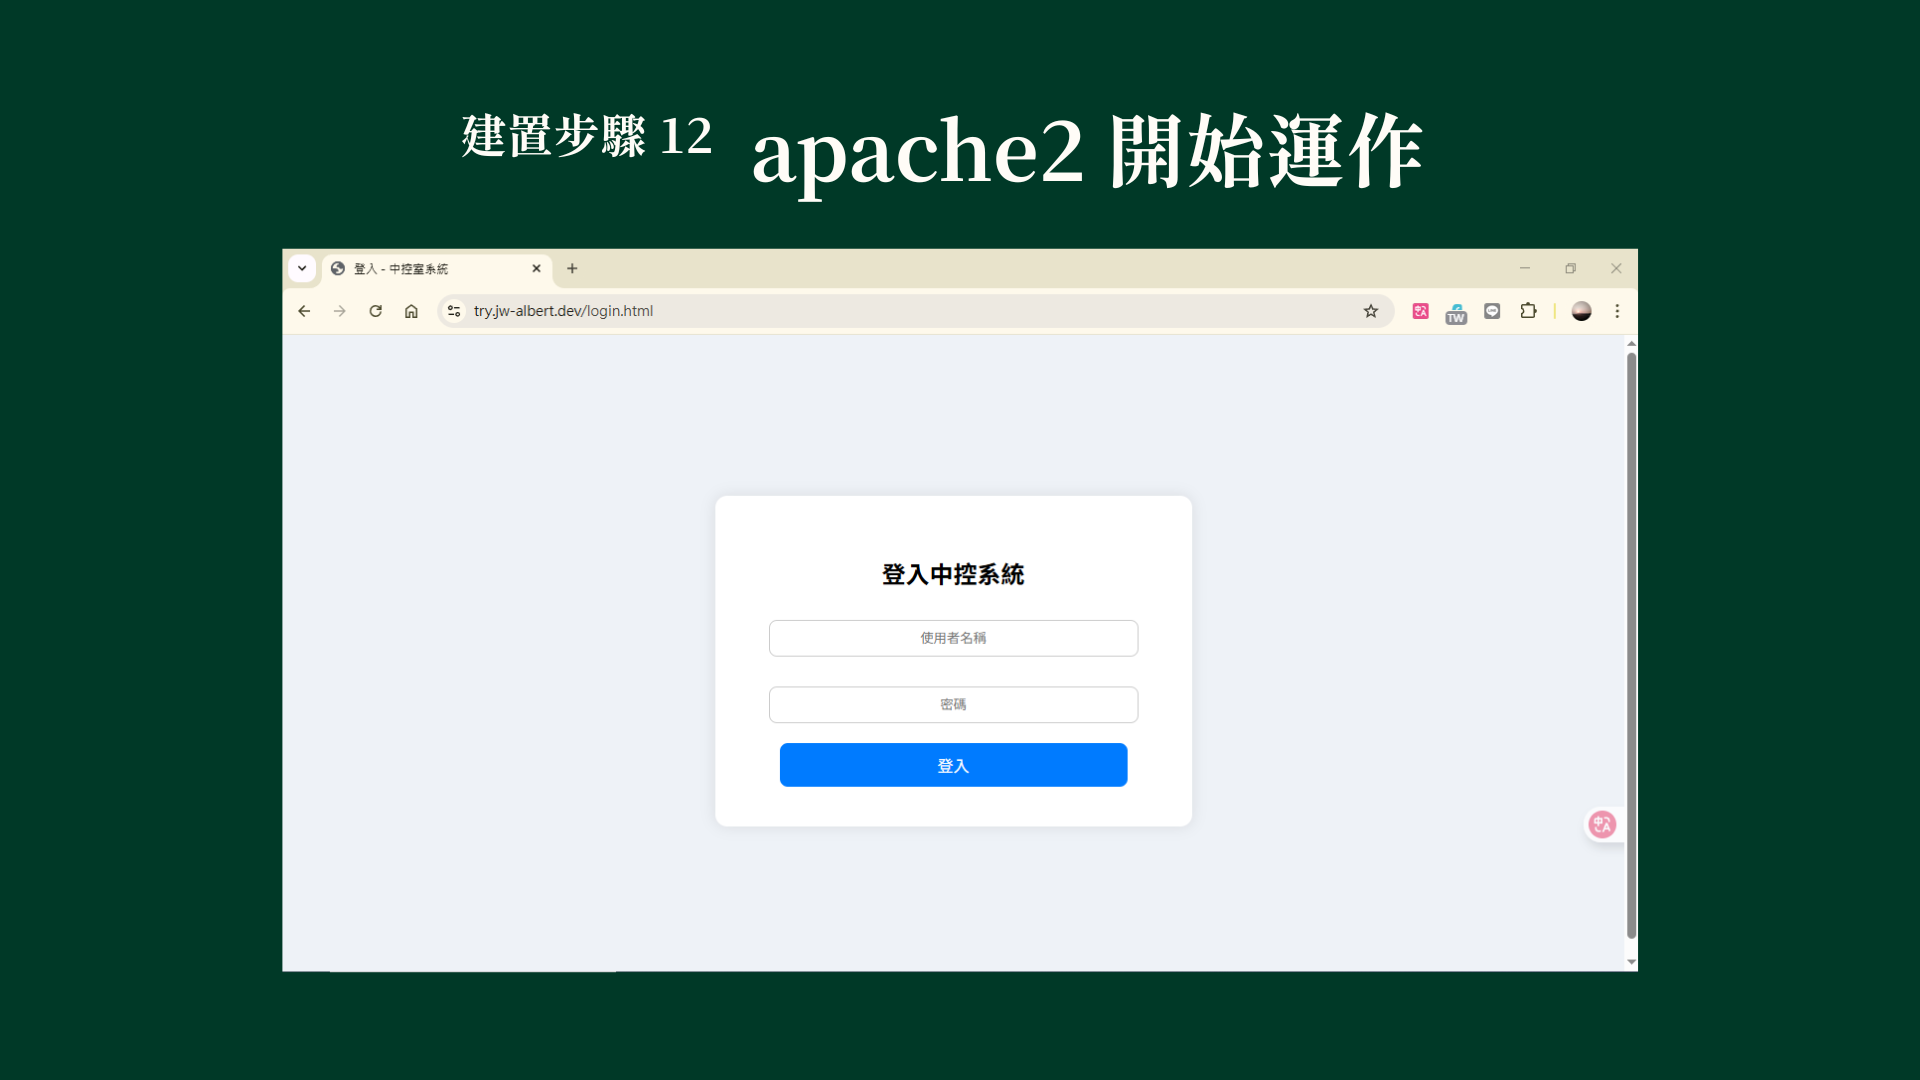 建置步驟 12 apache2 開始運作
登入 - 中控室系統
try.jw-albert.dev/login.html
TW
登入中控系統
使用者名稱
密碼
登入
中
A